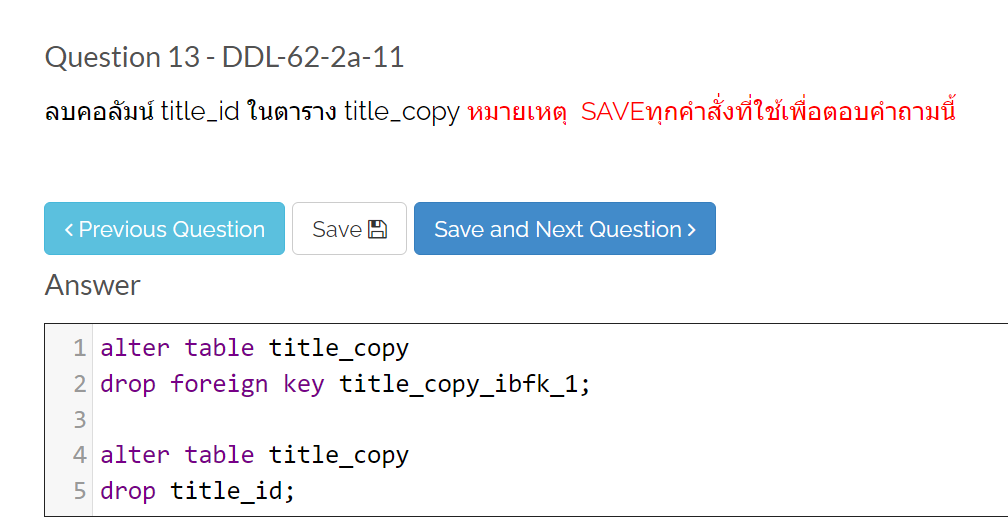 Question 13 - DDL-62-2a-11
ลบคอลัมน์ title_id ในตาราง title_copy หมายเหตุ SAVEทุกคำสั่งที่ใช้เพื่อตอบคำถามนี้
Previous Question Save Save and Next Question
Answer
1 alter table title_copy
2 drop foreign key title_copy_ibfk_1;
3
4 alter table title_copy
5 drop title_id;